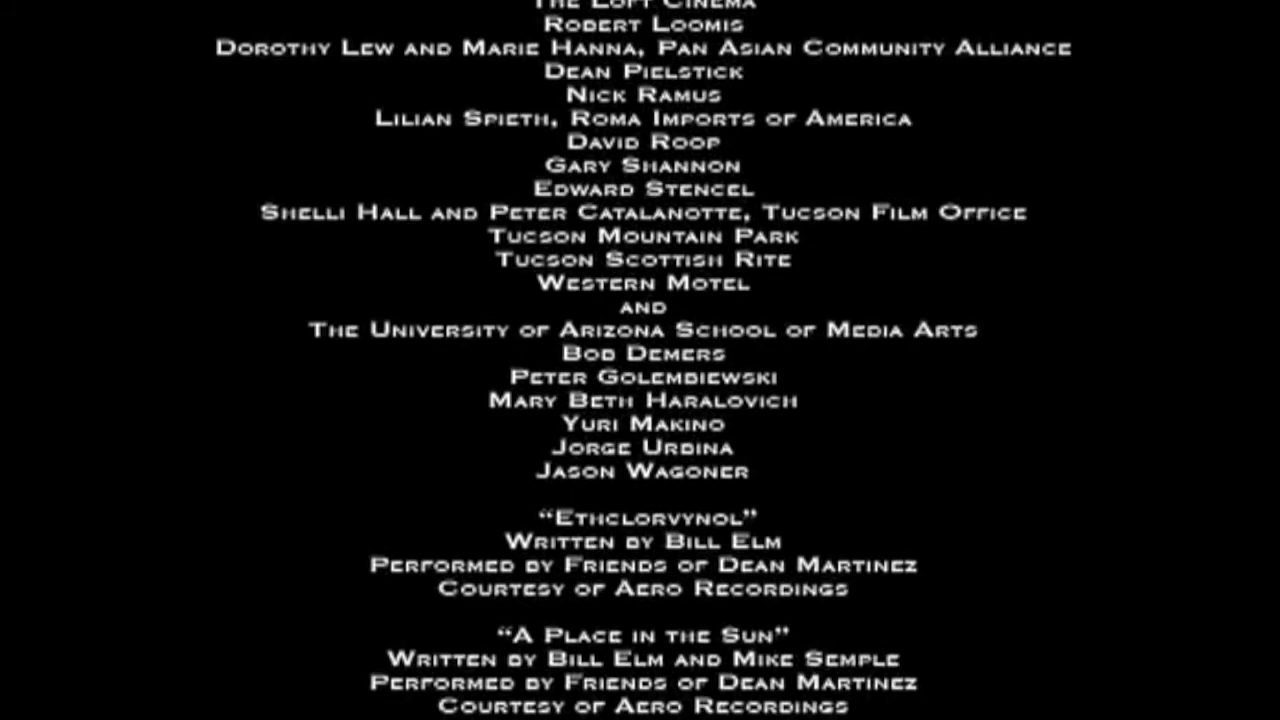 The Loft Cinema
Robert Loomis
Dorothy Lew and Marie Hanna, Pan Asian Community Alliance
Dean Pielstick
Nick Ramus
Lilian Spieth, Roma Imports of America
David Roop
Gary Shannon
Edward Stencel
Shelli Hall and Peter Catalanotte, Tucson Film Office
Tucson Mountain Park
Tucson Scottish Rite
Western Motel
and
The University of Arizona School of Media Arts
Bob Demers
Peter Golembiewski
Mary Beth Haralovich
Yuri Makino
Jorge Urbina
Jason Wagoner
“Ethclorvynol”
Written by Bill Elm
Performed by Friends of Dean Martinez
Courtesy of Aero Recordings
“A Place in the Sun”
Written by Bill Elm and Mike Semple
Performed by Friends of Dean Martinez
Courtesy of Aero Recordings